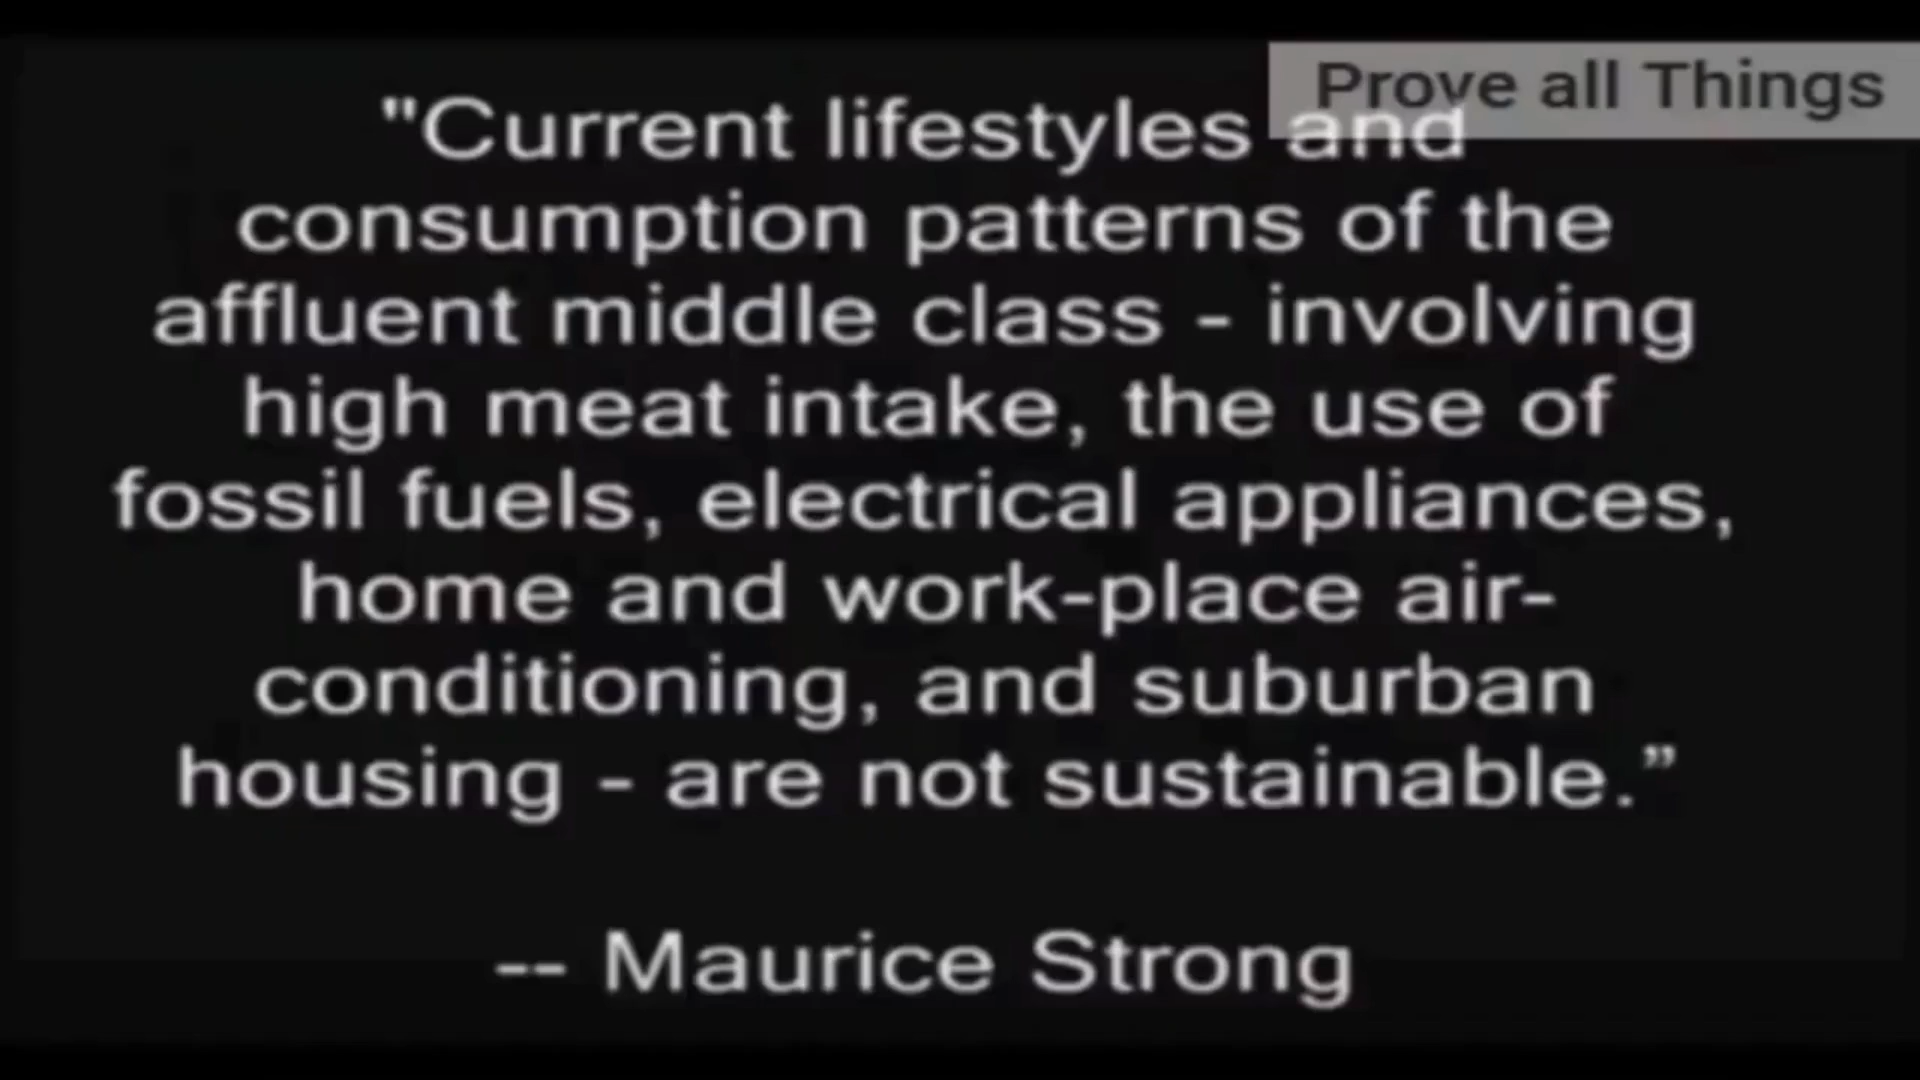 Prove all Things
"Current lifestyles and
consumption patterns of the
affluent middle class - involving
high meat intake, the use of
fossil fuels, electrical appliances,
home and work-place air-
conditioning, and suburban
housing - are not sustainable.”
-- Maurice Strong